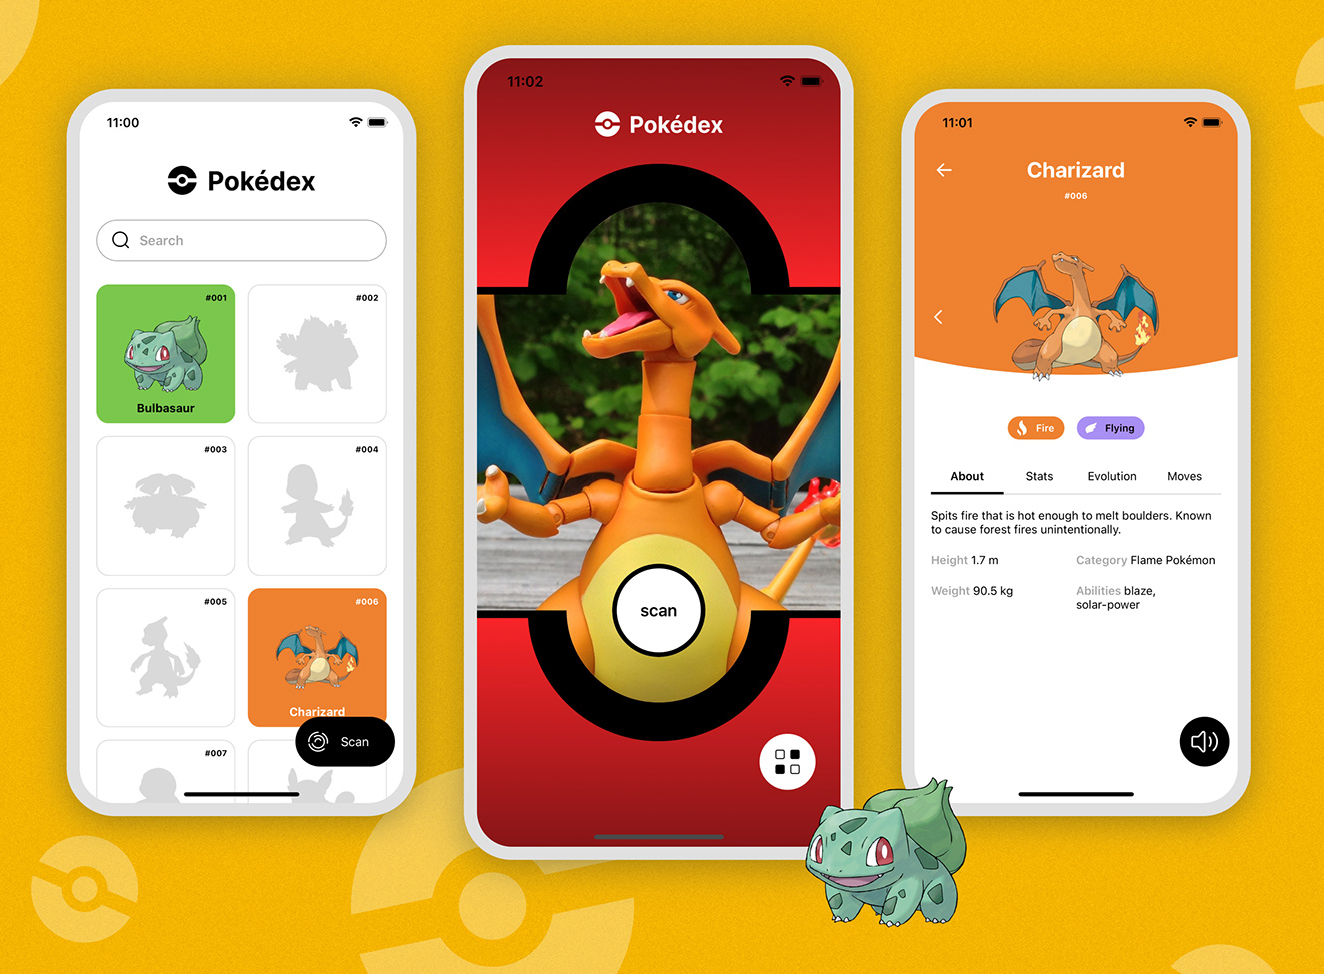 11:00
Pokédex
Search
#001
Bulbasaur
#002
#003
#004
#005
#006
Charizard
#007
Scan
11:02
Pokédex
scan
11:01
Charizard
#006
Fire
Flying
About
Stats
Evolution
Moves
Spits fire that is hot enough to melt boulders. Known
to cause forest fires unintentionally.
Height 1.7 m
Category Flame Pokémon
Weight 90.5 kg
Abilities blaze,
solar-power